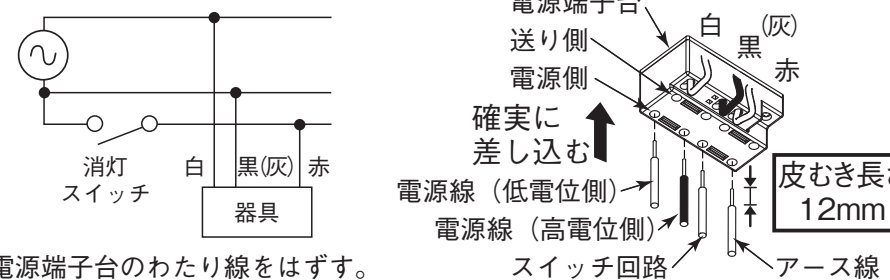 消灯
スイッチ
白
黒(灰)
赤
器具
電源端子台のわたり線をはずす。
電源端子台
送り側
電源側
白
(灰)
黒
赤
確実に
差し込む
皮むき長さ
12mm
電源線（低電位側）
電源線（高電位側）
スイッチ回路
アース線